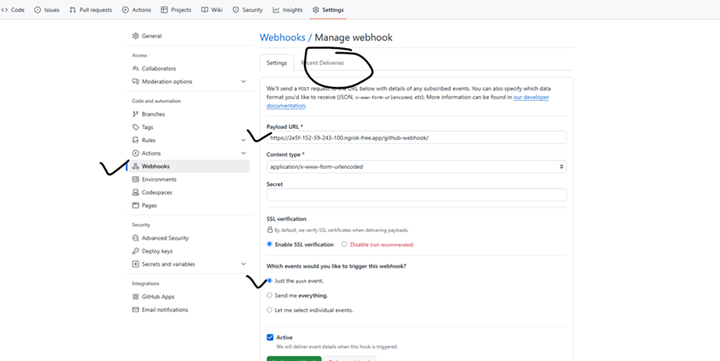 Code Issues Pull requests Actions Projects Wiki Security Insights Settings
General
Access
Collaborators
Moderation options
Code and automation
Branches
Tags
Rules
Actions
Webhooks
Environments
Codespaces
Pages
Security
Advanced Security
Deploy keys
Secrets and variables
Integrations
GitHub Apps
Email notifications
Webhooks / Manage webhook
Settings Recent Deliveries
We'll send a POST request to the URL below with details of any subscribed events. You can also specify which data
format you'd like to receive (JSON, x-www-form-urlencoded, etc). More information can be found in our developer
documentation.
Payload URL *
https://2e5f-152-59-243-100.ngrok-free.app/github-webhook/
Content type *
application/x-www-form-urlencoded
Secret
SSL verification
By default, we verify SSL certificates when delivering payloads.
Enable SSL verification Disable (not recommended)
Which events would you like to trigger this webhook?
Just the push event.
Send me everything.
Let me select individual events.
Active
We will deliver event details when this hook is triggered.